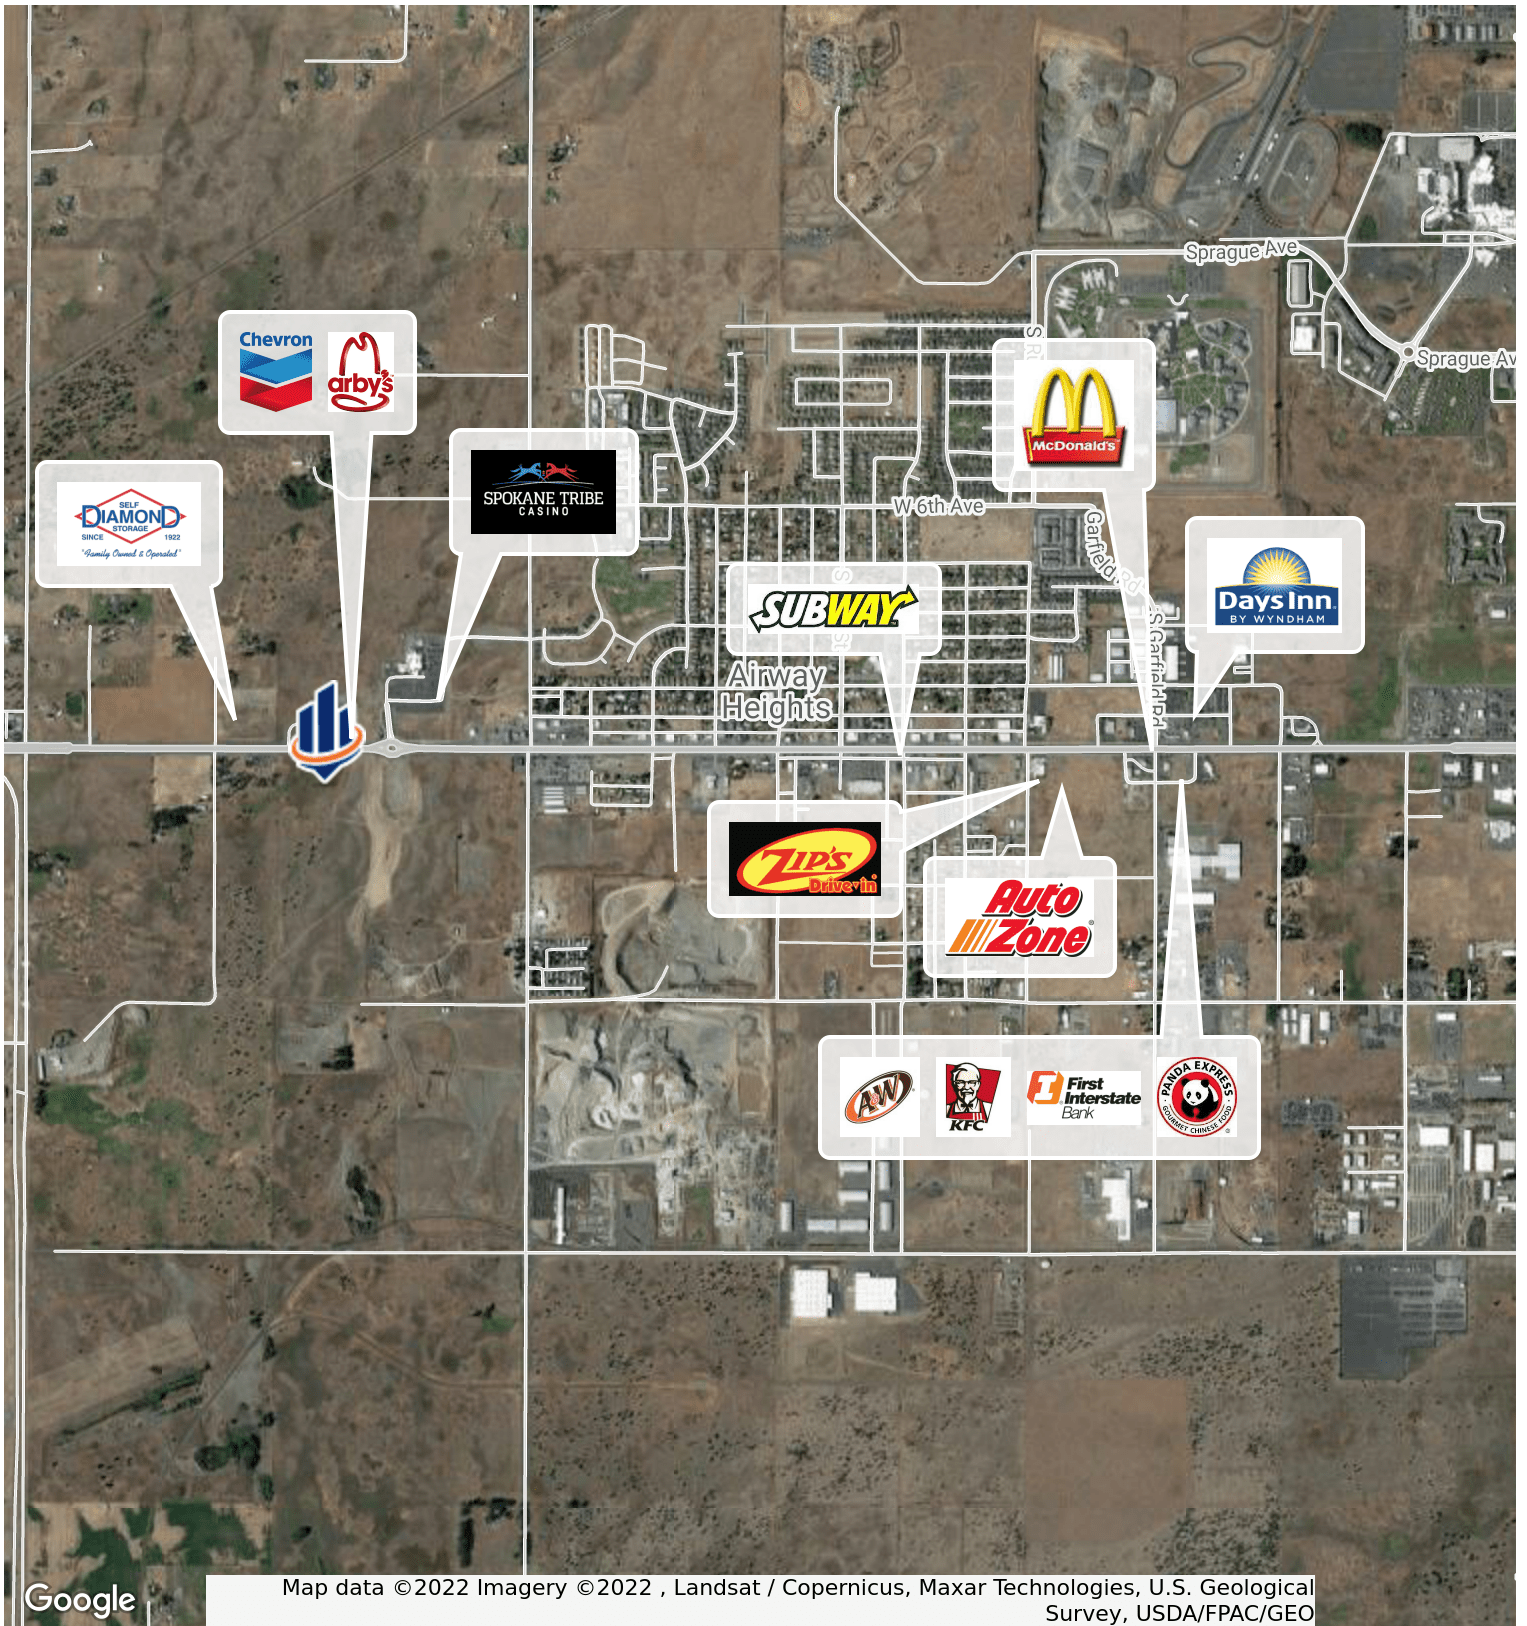 Sprague Ave
Chevron
arby's
S R
Sprague Av
McDonald's
SPOKANE TRIBE
CASINO
SELF
DIAMOND
STORAGE
SINCE 1922
"Family Owned & Operated"
W 6th Ave
Garfield Rd
S
St
SUBWAY
Days Inn
BY WYNDHAM
S Garfield Rd
Airway
Heights
ZIP'S
Drive-in
Auto
Zone
A&W
KFC
First
Interstate
Bank
PANDA EXPRESS
GOURMET CHINESE FOOD
Google
Map data ©2022 Imagery ©2022 , Landsat / Copernicus, Maxar Technologies, U.S. Geological
Survey, USDA/FPAC/GEO